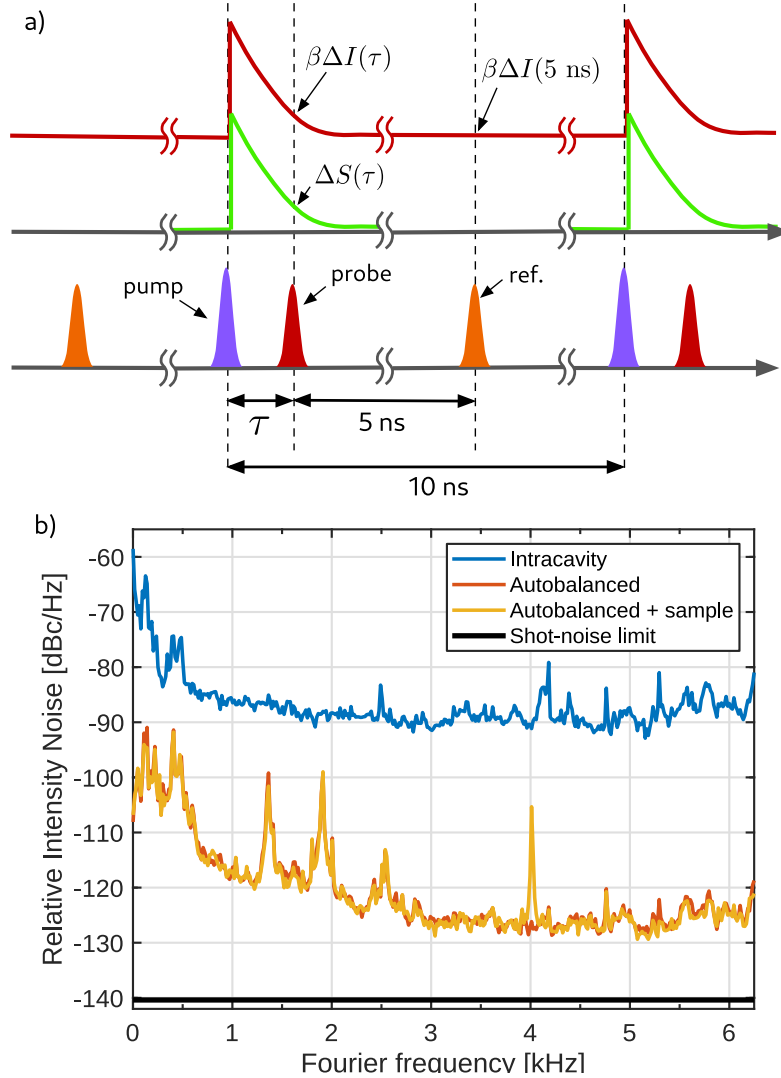 a)
βΔI(τ)
βΔI(5 ns)
ΔS(τ)
pump
probe
ref.
τ
5 ns
10 ns
b)
Relative Intensity Noise [dBc/Hz]
-60
-70
-80
-90
-100
-110
-120
-130
-140
Intracavity
Autobalanced
Autobalanced + sample
Shot-noise limit
0 1 2 3 4 5 6
Fourier frequency [kHz]